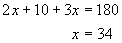 2x + 10 + 3x = 180
x = 34